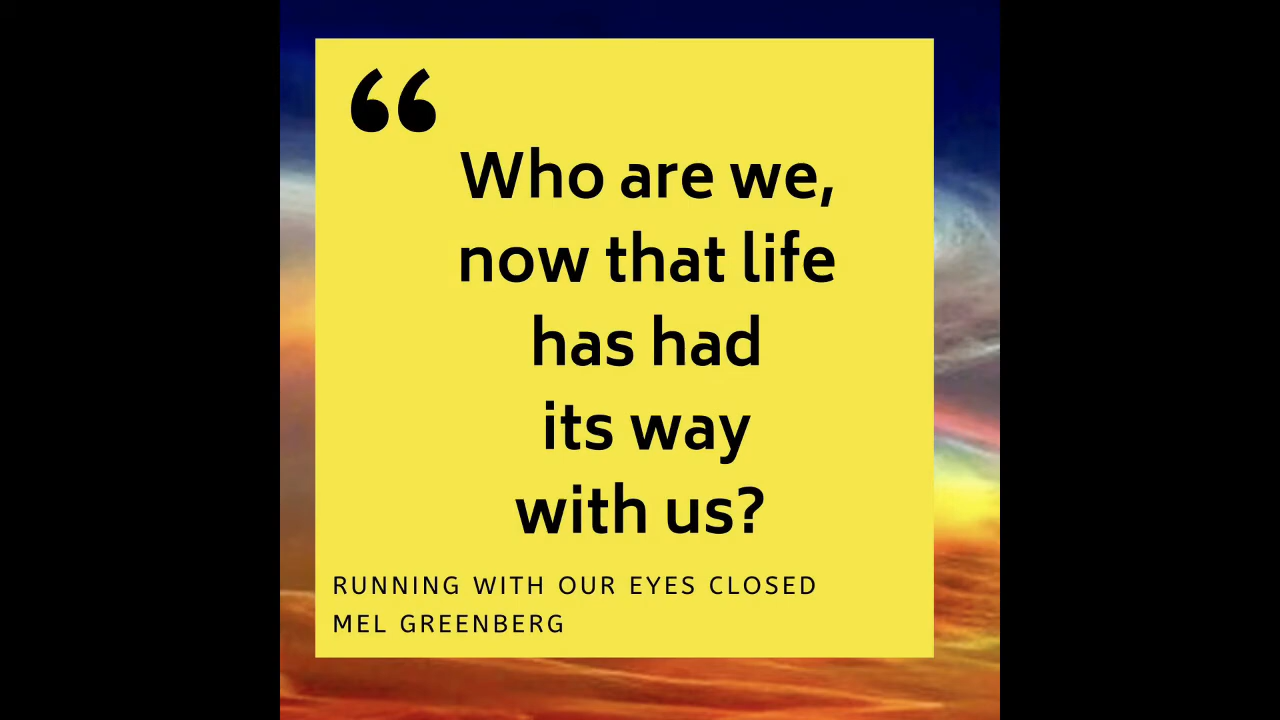 “
Who are we,
now that life
has had
its way
with us?
RUNNING WITH OUR EYES CLOSED
MEL GREENBERG